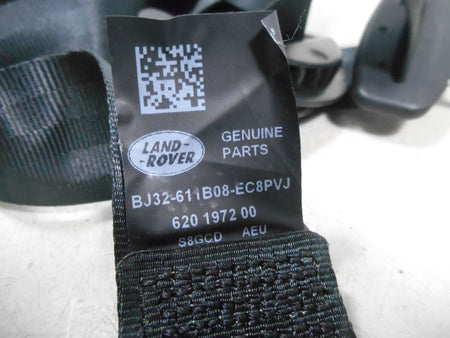 LAND-
-ROVER
GENUINE
PARTS
BJ32-611B08-EC8PVJ
620 1972 00
S8GCD AEU